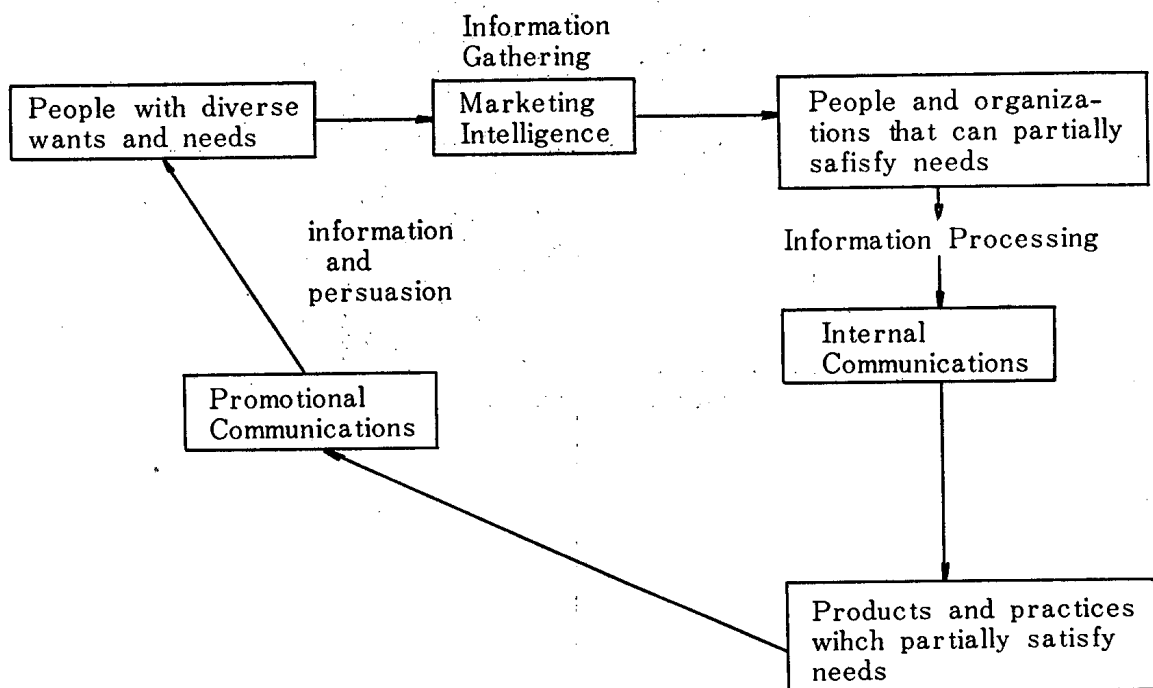 Information
Gathering
People with diverse
wants and needs
Marketing
Intelligence
People and organiza-
tions that can partially
safisfy needs
information
and
persuasion
Information Processing
Internal
Communications
Promotional
Communications
Products and practices
wihch partially satisfy
needs